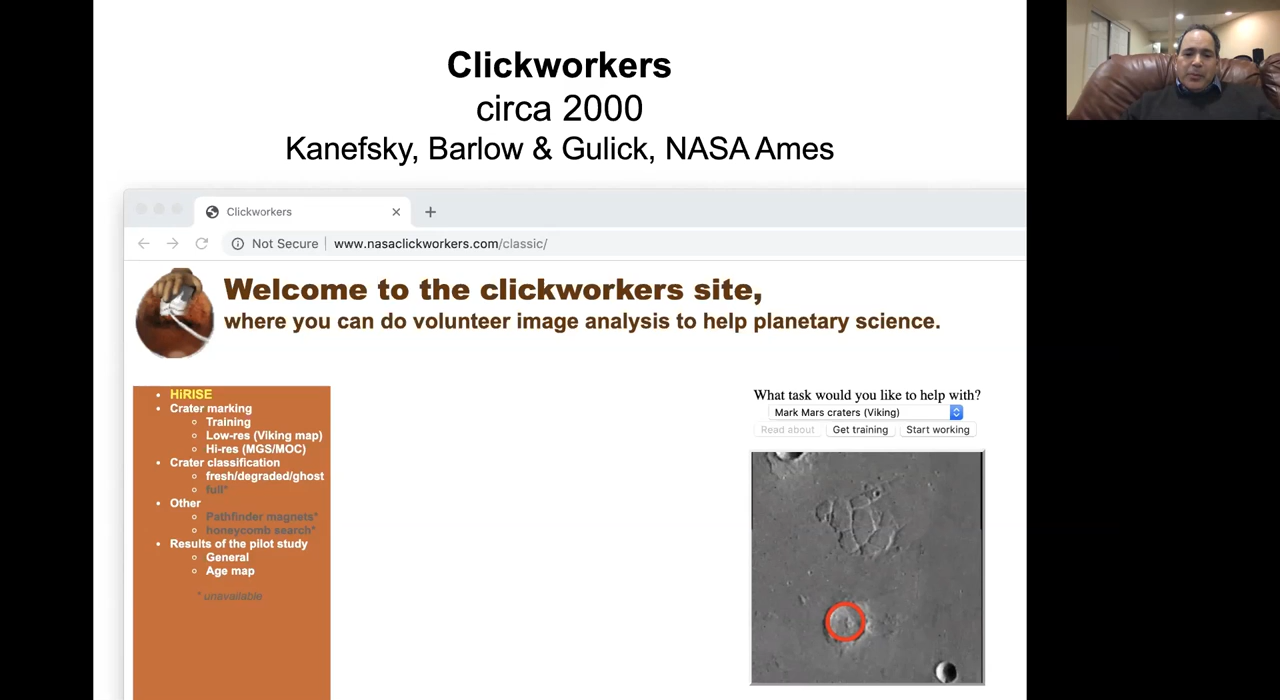 Clickworkers
circa 2000
Kanefsky, Barlow & Gulick, NASA Ames
Clickworkers
Not Secure
www.nasaclickworkers.com/classic/
Welcome to the clickworkers site,
where you can do volunteer image analysis to help planetary science.
HiRISE
Crater marking
Training
Low-res (Viking map)
Hi-res (MGS/MOC)
Crater classification
fresh/degraded/ghost
full*
Other
Pathfinder magnets*
honeycomb search*
Results of the pilot study
General
Age map
* unavailable
What task would you like to help with?
Mark Mars craters (Viking)
Read about Get training Start working